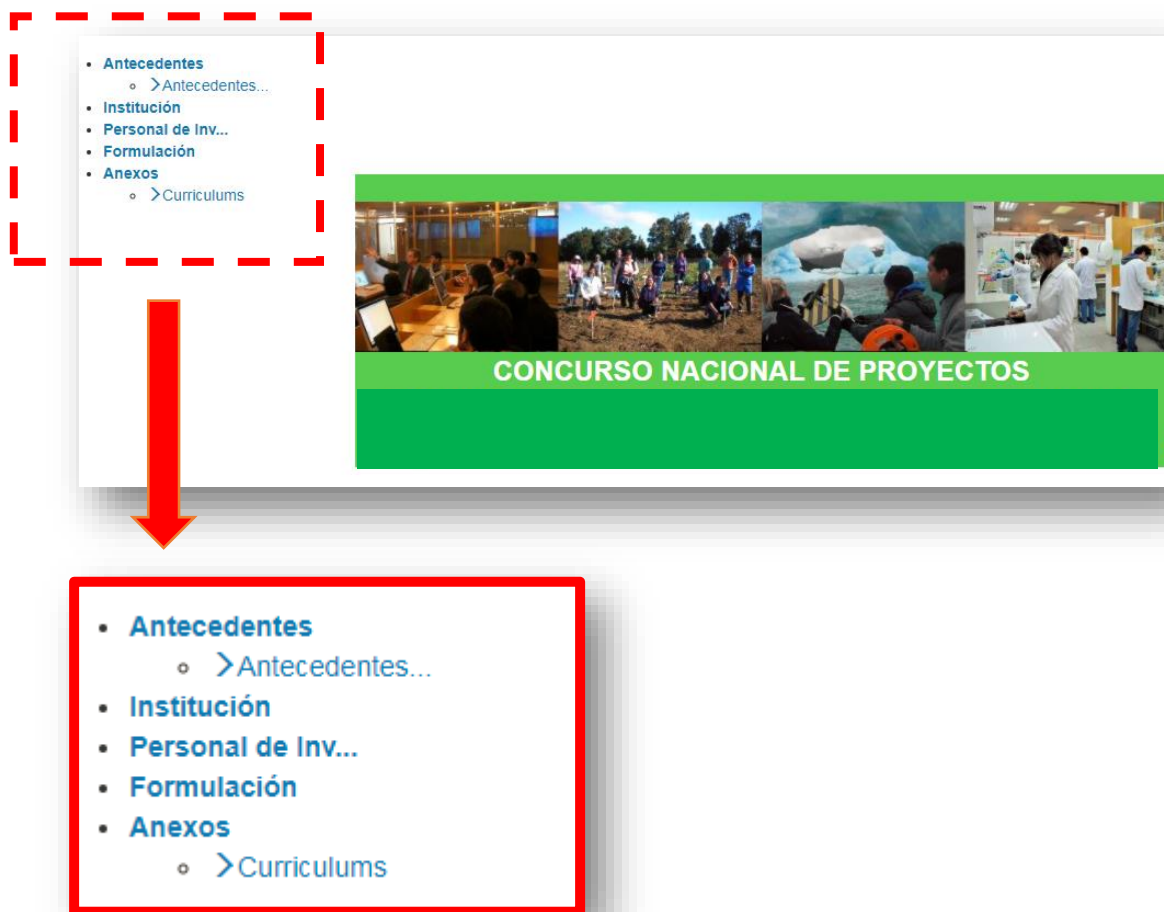 Antecedentes
>Antecedentes...
Institución
Personal de Inv...
Formulación
Anexos
>Curriculums
CONCURSO NACIONAL DE PROYECTOS
Antecedentes
>Antecedentes...
Institución
Personal de Inv...
Formulación
Anexos
>Curriculums